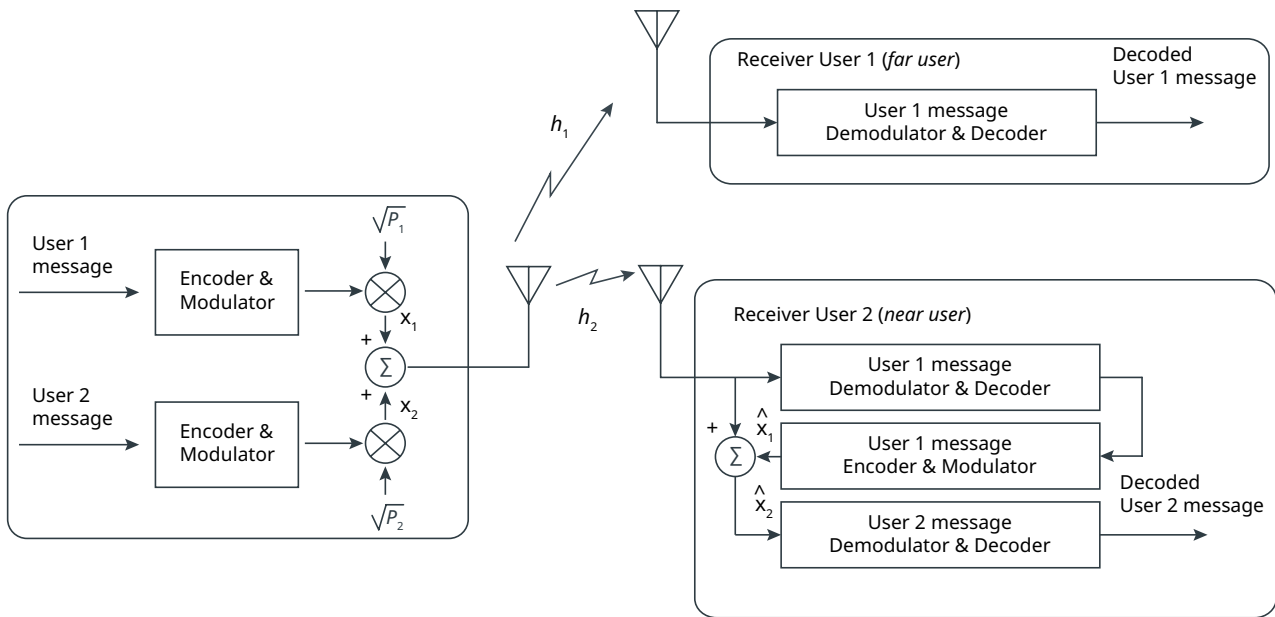 User 1
message
Encoder &
Modulator
√P₁
x₁
+
Σ
+
x₂
User 2
message
Encoder &
Modulator
√P₂
h₁
h₂
Receiver User 1 (far user)
User 1 message
Demodulator & Decoder
Decoded
User 1 message
Receiver User 2 (near user)
User 1 message
Demodulator & Decoder
+
x̂₁
Σ
User 1 message
Encoder & Modulator
x̂₂
User 2 message
Demodulator & Decoder
Decoded
User 2 message